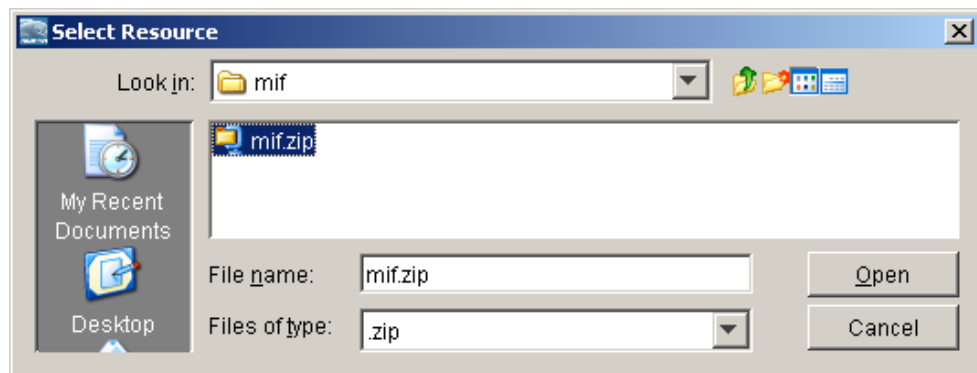 Select Resource
Look in:
mif
mif.zip
My Recent
Documents
Desktop
File name:
mif.zip
Open
Files of type:
.zip
Cancel